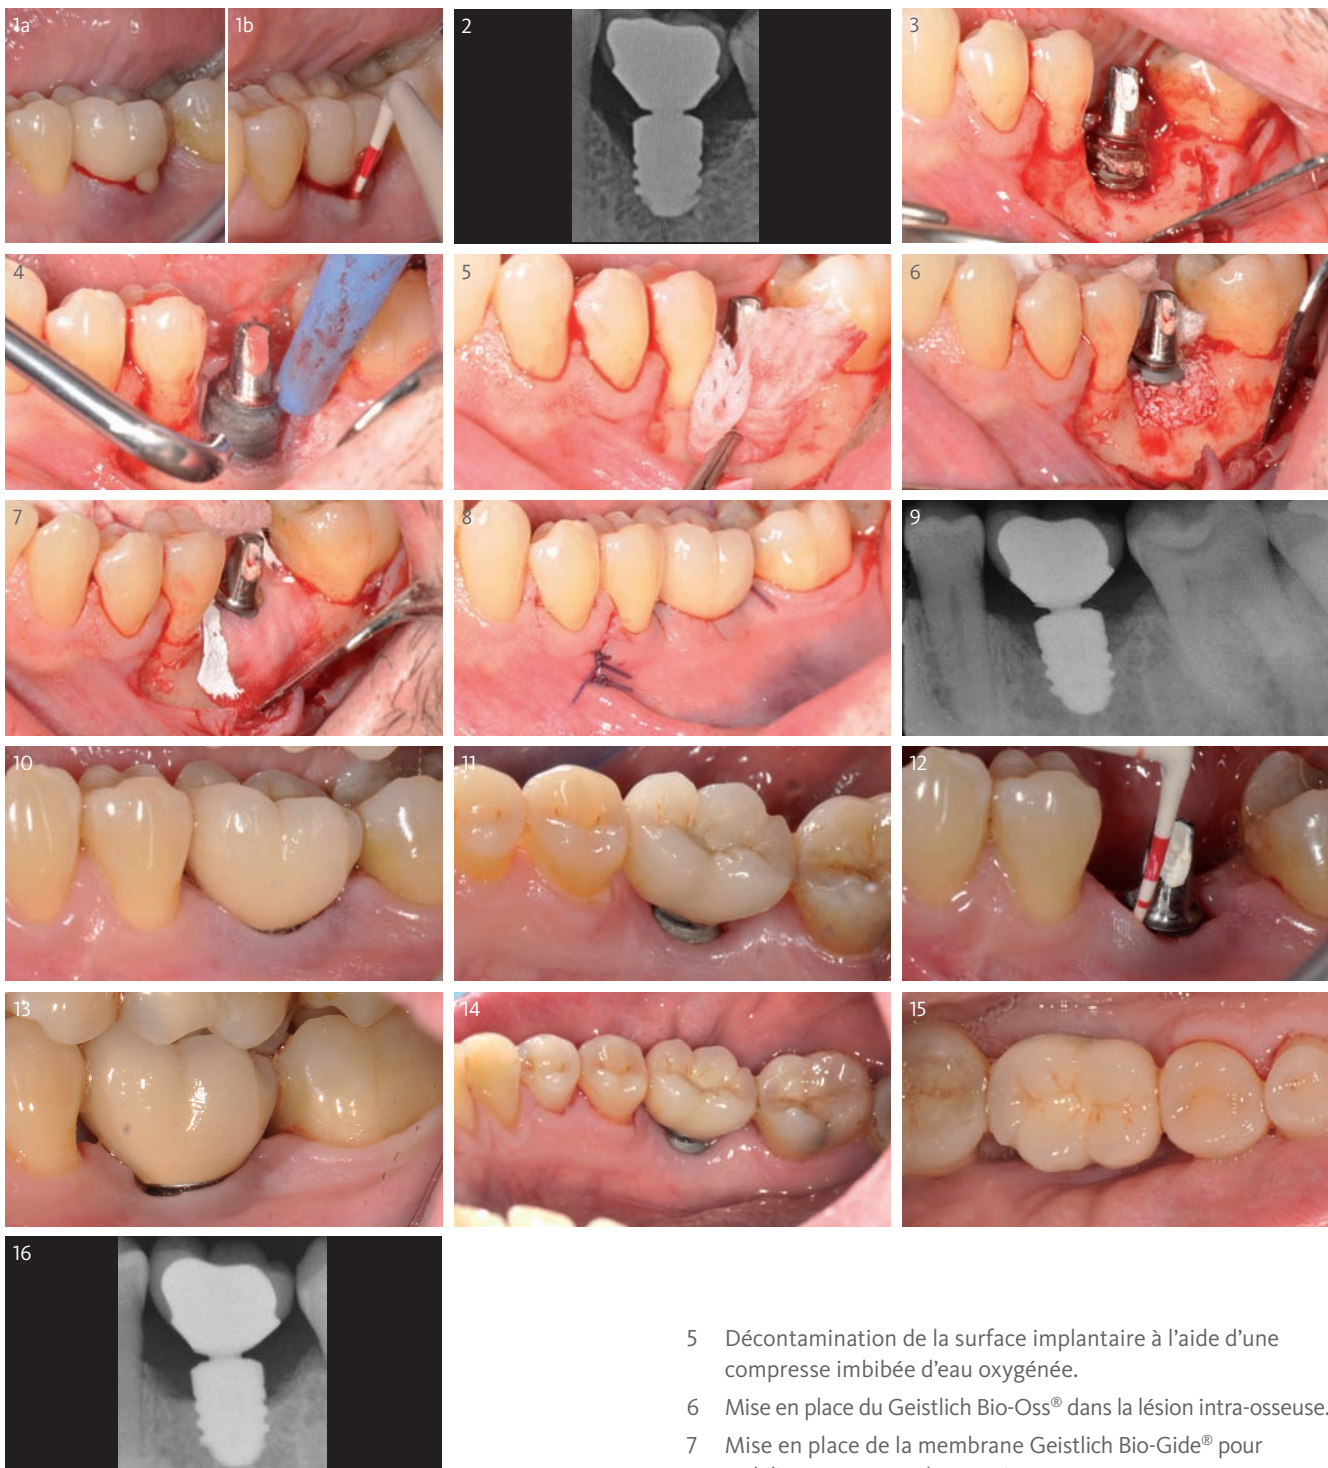 1a
1b
2
3
4
5
6
7
8
9
10
11
12
13
14
15
16
5 Décontamination de la surface implantaire à l’aide d’une
compresse imbibée d’eau oxygénée.
6 Mise en place du Geistlich Bio-Oss® dans la lésion intra-osseuse.
7 Mise en place de la membrane Geistlich Bio-Gide® pour